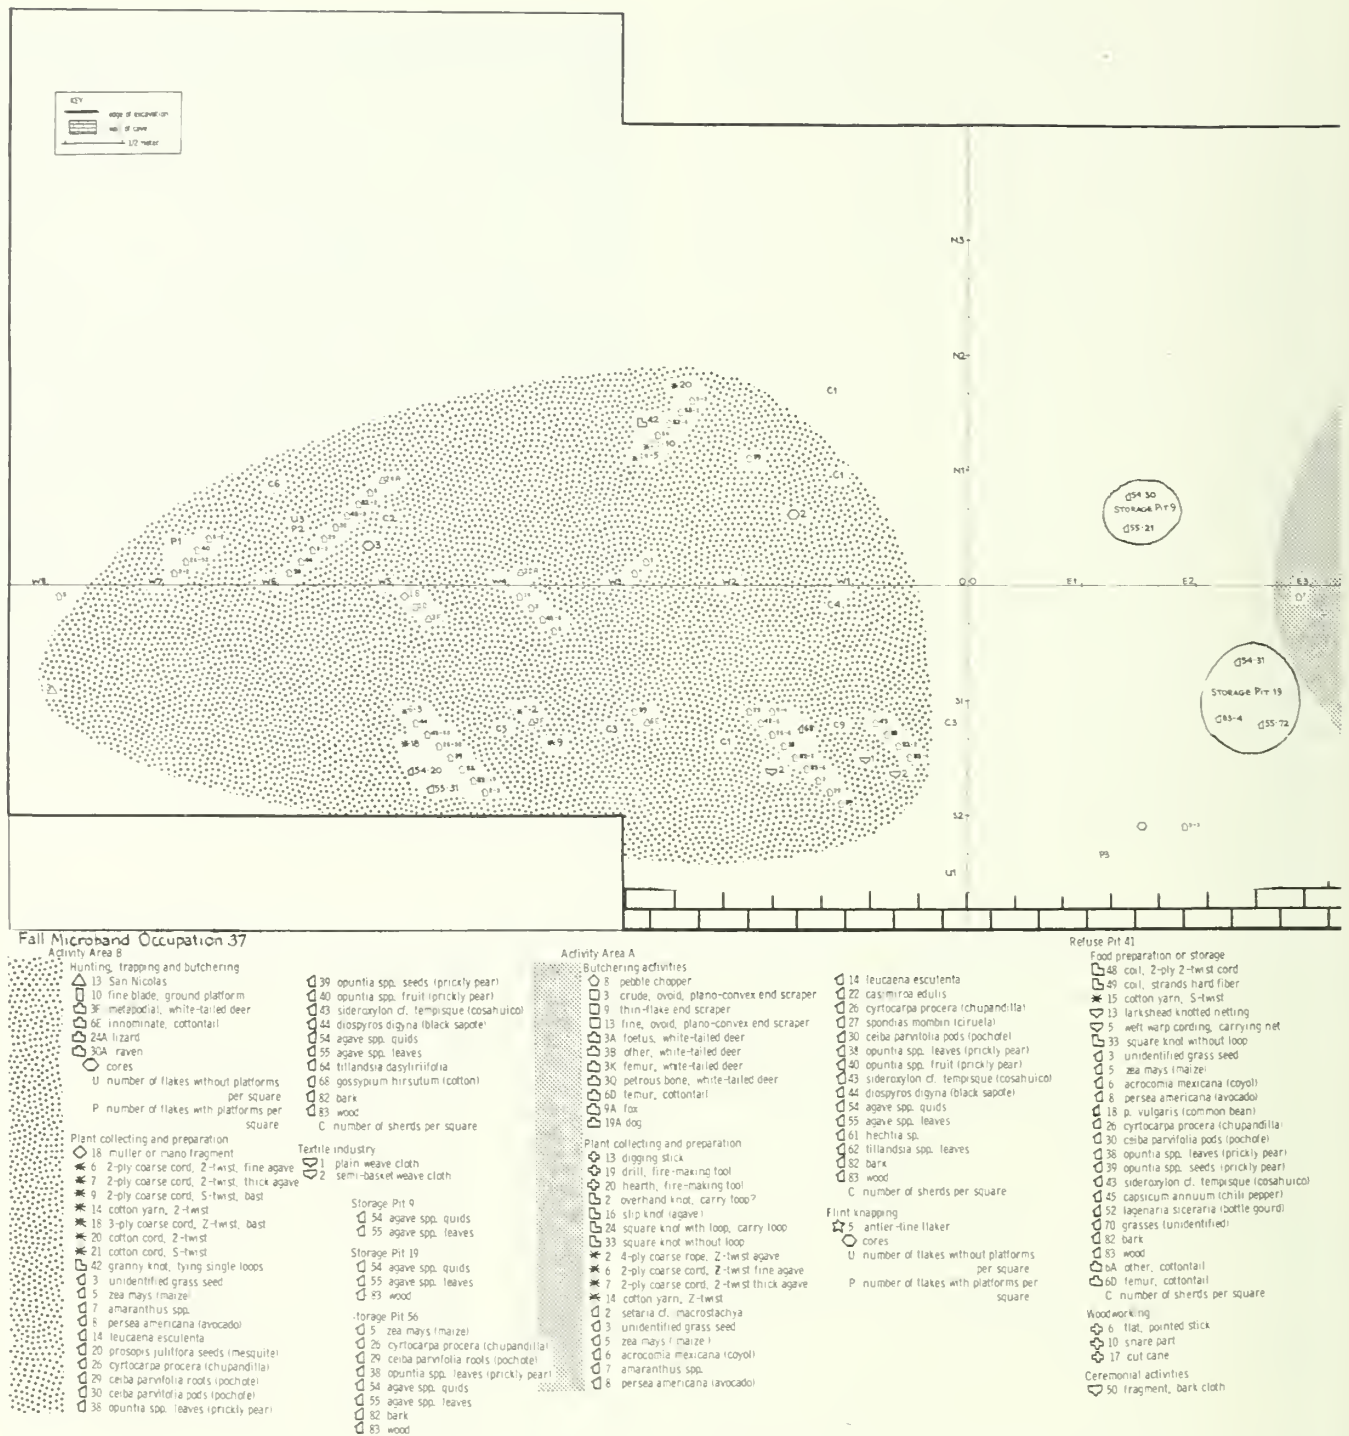 KEY
edge of excavation
of cave
1/2 meter
N3
N2
N1
S1
S2
W8
W7
W6
W5
W4
W3
W2
W1
0,0
E1
E2
E3
C1
20
42
10
C1
C6
U3
P2
C2
3
2
P1
C4
54-30
STORAGE PIT 9
55-21
54-31
STORAGE PIT 19
83-4
55-72
C3
C3
C1
C9
C3
68
18
9
54-20
55-31
2
2
P3
U1
Fall Microband Occupation 37
Activity Area B
Hunting, trapping and butchering
13 San Nicolas
10 fine blade, ground platform
3F metapodial, white-tailed deer
6E innominate, cottontail
24A lizard
30A raven
cores
U number of flakes without platforms
per square
P number of flakes with platforms per
square
Plant collecting and preparation
18 muller or mano fragment
6 2-ply coarse cord, Z-twist, fine agave
7 2-ply coarse cord, Z-twist, thick agave
9 2-ply coarse cord, S-twist, bast
14 cotton yarn, Z-twist
18 3-ply coarse cord, Z-twist, bast
20 cotton cord, Z-twist
21 cotton cord, S-twist
42 granny knot, tying single loops
3 unidentified grass seed
5 zea mays (maize)
7 amaranthus spp.
8 persea americana (avocado)
14 leucaena esculenta
20 prosopis juliflora seeds (mesquite)
26 cyrtocarpa procera (chupandilla)
29 ceiba parvifolia roots (pochote)
30 ceiba parvifolia pods (pochote)
38 opuntia spp. leaves (prickly pear)
39 opuntia spp. seeds (prickly pear)
40 opuntia spp. fruit (prickly pear)
43 sideroxylon cf. tempisque (cosahuico)
44 diospyros digyna (black sapote)
54 agave spp. quids
55 agave spp. leaves
64 tillandsia dasyliriifolia
68 gossypium hirsutum (cotton)
82 bark
83 wood
C number of sherds per square
Textile industry
1 plain weave cloth
2 semi-basket weave cloth
Storage Pit 9
54 agave spp. quids
55 agave spp. leaves
Storage Pit 19
54 agave spp. quids
55 agave spp. leaves
83 wood
torage Pit 56
5 zea mays (maize)
26 cyrtocarpa procera (chupandilla)
29 ceiba parvifolia roots (pochote)
38 opuntia spp. leaves (prickly pear)
54 agave spp. quids
55 agave spp. leaves
82 bark
83 wood
Activity Area A
Butchering activities
8 pebble chopper
3 crude, ovoid, plano-convex end scraper
9 thin-flake end scraper
13 fine, ovoid, plano-convex end scraper
3A foetus, white-tailed deer
3B other, white-tailed deer
3K femur, white-tailed deer
3Q petrous bone, white-tailed deer
6D femur, cottontail
9A fox
19A dog
Plant collecting and preparation
13 digging stick
19 drill, fire-making tool
20 hearth, fire-making tool
2 overhand knot, carry loop?
16 slip knot (agave)
24 square knot with loop, carry loop
33 square knot without loop
2 4-ply coarse rope, Z-twist agave
6 2-ply coarse cord, Z-twist fine agave
7 2-ply coarse cord, Z-twist thick agave
14 cotton yarn, Z-twist
2 setaria cf. macrostachya
3 unidentified grass seed
5 zea mays (maize)
6 acrocomia mexicana (coyol)
7 amaranthus spp.
8 persea americana (avocado)
14 leucaena esculenta
22 casimiroa edulis
26 cyrtocarpa procera (chupandilla)
27 spondias mombin (ciruela)
30 ceiba parvifolia pods (pochote)
38 opuntia spp. leaves (prickly pear)
40 opuntia spp. fruit (prickly pear)
43 sideroxylon cf. tempisque (cosahuico)
44 diospyros digyna (black sapote)
54 agave spp. quids
55 agave spp. leaves
61 hechtia sp.
62 tillandsia spp. leaves
82 bark
83 wood
C number of sherds per square
Flint knapping
5 antler-tine flaker
cores
U number of flakes without platforms
per square
P number of flakes with platforms per
square
Refuse Pit 41
Food preparation or storage
48 coil, 2-ply Z-twist cord
49 coil, strands hard fiber
15 cotton yarn, S-twist
13 larkshead knotted netting
5 weft warp cording, carrying net
33 square knot without loop
3 unidentified grass seed
5 zea mays (maize)
6 acrocomia mexicana (coyol)
8 persea americana (avocado)
18 p. vulgaris (common bean)
26 cyrtocarpa procera (chupandilla)
30 ceiba parvifolia pods (pochote)
38 opuntia spp. leaves (prickly pear)
39 opuntia spp. seeds (prickly pear)
43 sideroxylon cf. tempisque (cosahuico)
45 capsicum annuum (chili pepper)
52 lagenaria siceraria (bottle gourd)
70 grasses (unidentified)
82 bark
83 wood
6A other, cottontail
6D femur, cottontail
C number of sherds per square
Woodworking
6 flat, pointed stick
10 snare part
17 cut cane
Ceremonial activities
50 fragment, bark cloth